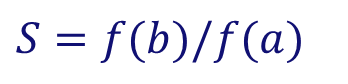 S = f(b)/f(a)